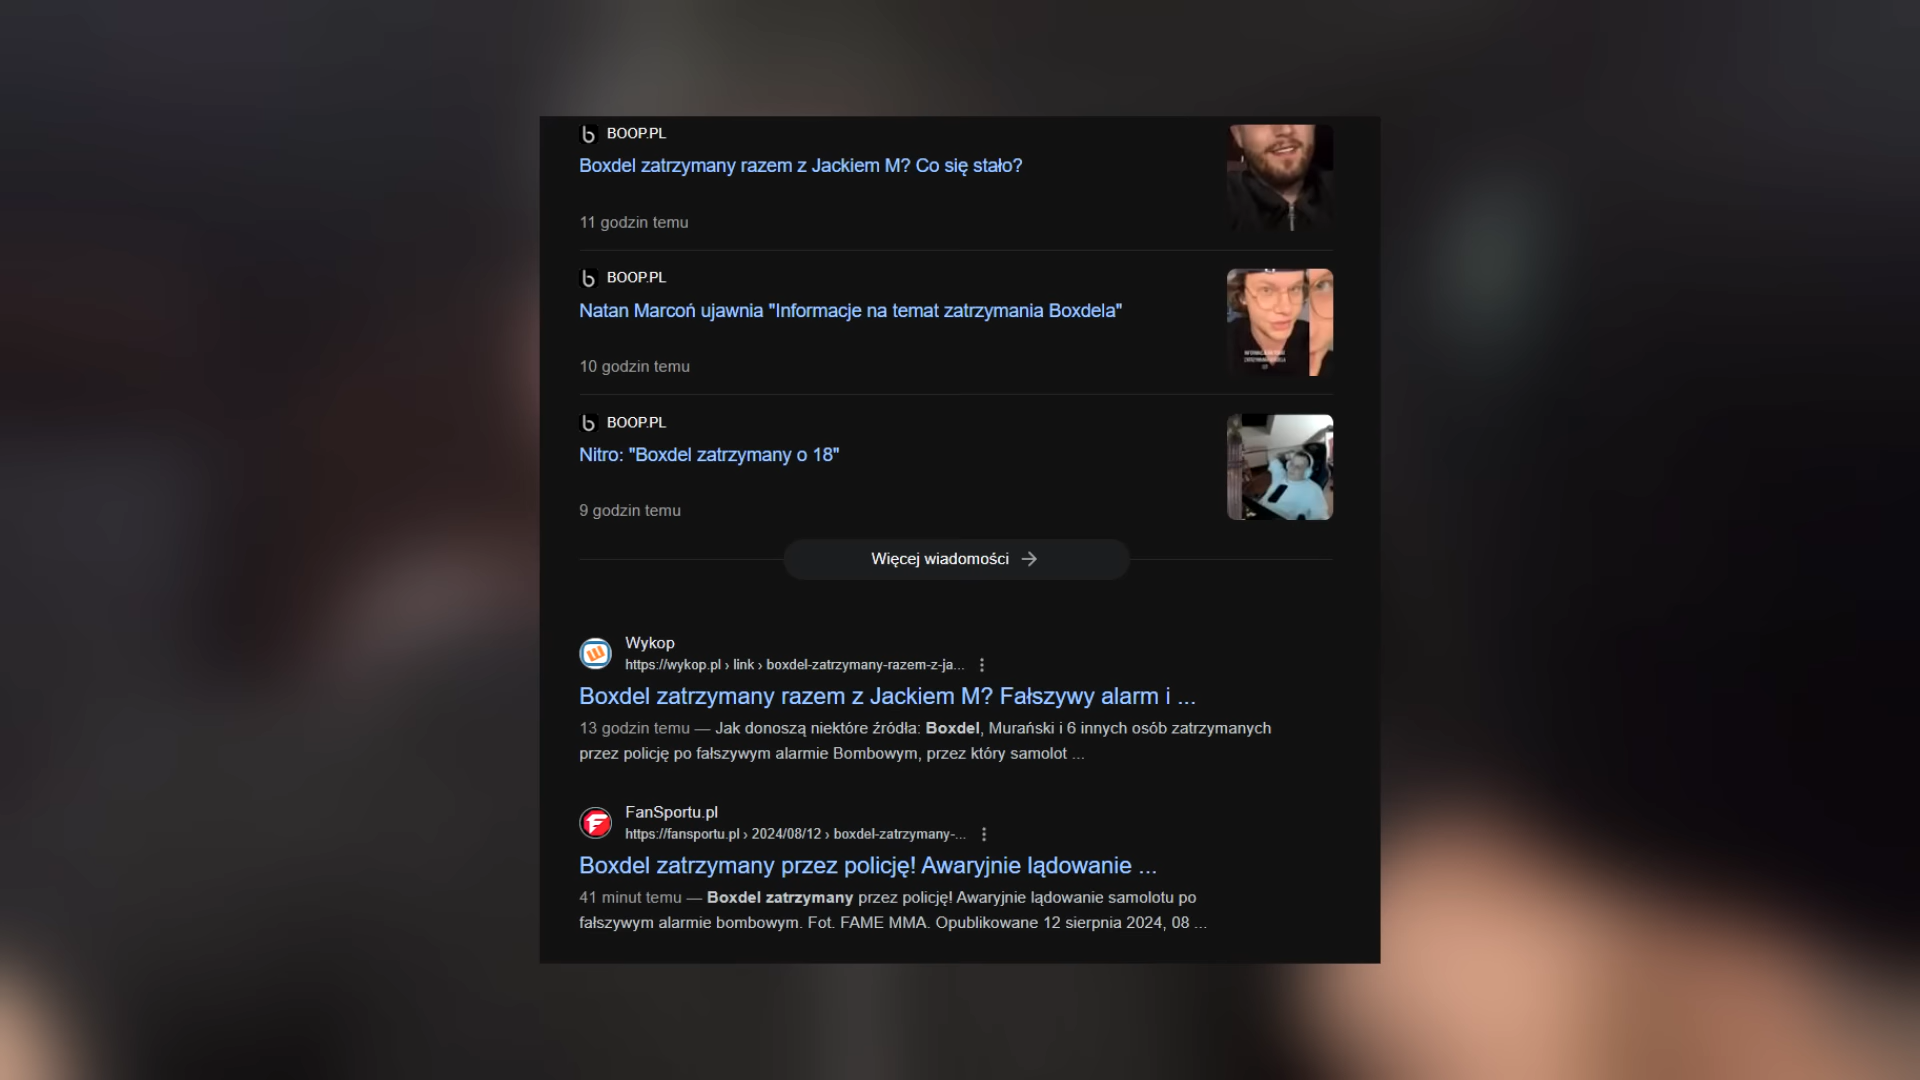 BOOP.PL
Boxdel zatrzymany razem z Jackiem M? Co się stało?
11 godzin temu
BOOP.PL
Natan Marcoń ujawnia "Informacje na temat zatrzymania Boxdela"
10 godzin temu
BOOP.PL
Nitro: "Boxdel zatrzymany o 18"
9 godzin temu
Więcej wiadomości
Wykop
https://wykop.pl › link › boxdel-zatrzymany-razem-z-ja...
Boxdel zatrzymany razem z Jackiem M? Fałszywy alarm i ...
13 godzin temu — Jak donoszą niektóre źródła: Boxdel, Murański i 6 innych osób zatrzymanych
przez policję po fałszywym alarmie Bombowym, przez który samolot ...
FanSportu.pl
https://fansportu.pl › 2024/08/12 › boxdel-zatrzymany-...
Boxdel zatrzymany przez policję! Awaryjnie lądowanie ...
41 minut temu — Boxdel zatrzymany przez policję! Awaryjnie lądowanie samolotu po
fałszywym alarmie bombowym. Fot. FAME MMA. Opublikowane 12 sierpnia 2024, 08 ...